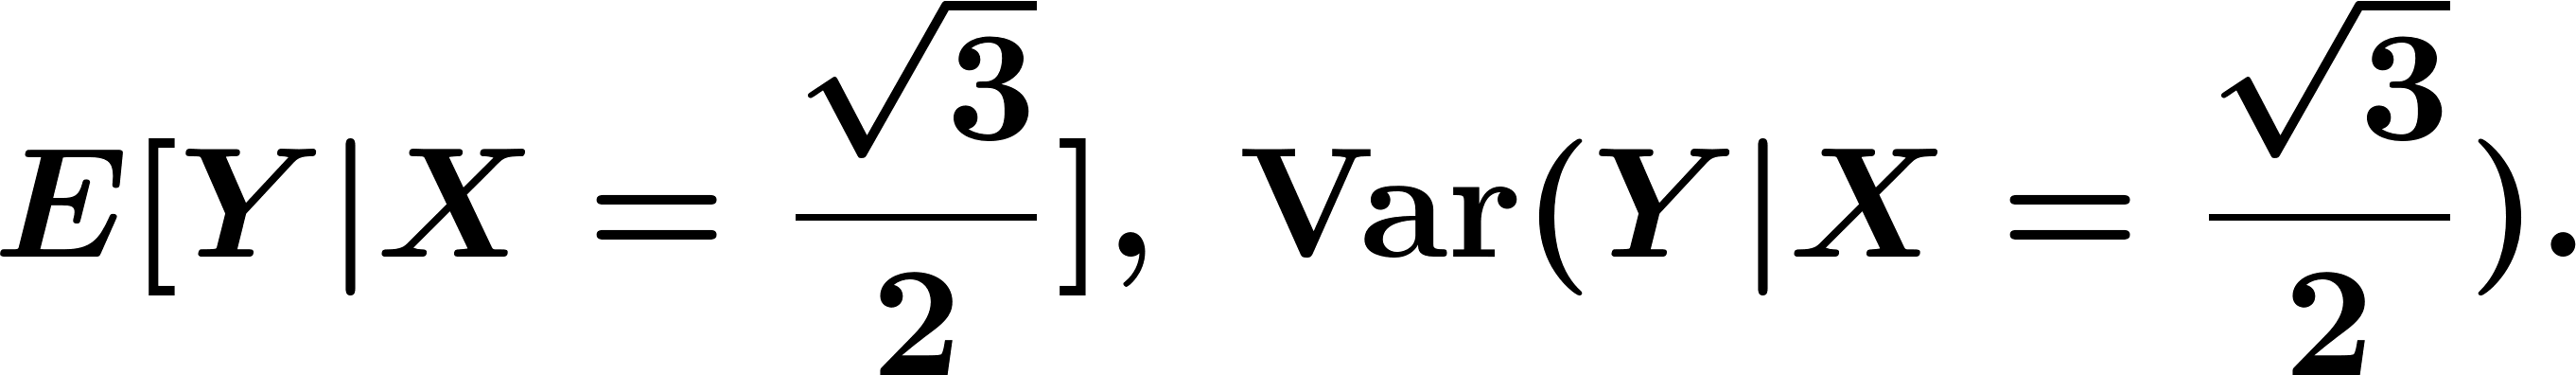 E[Y|X = √3/2], Var(Y|X = √3/2).